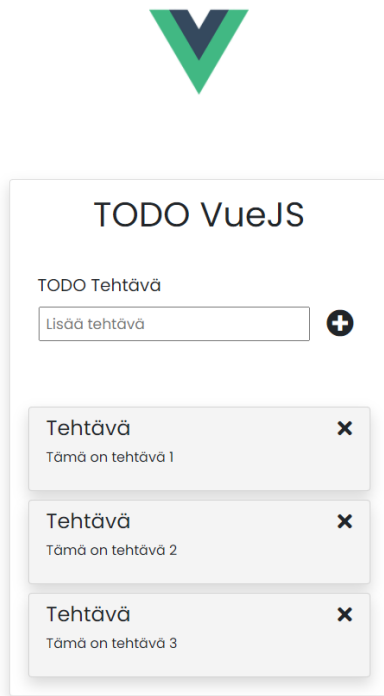 TODO VueJS
TODO Tehtävä
Lisää tehtävä
Tehtävä
Tämä on tehtävä 1
Tehtävä
Tämä on tehtävä 2
Tehtävä
Tämä on tehtävä 3